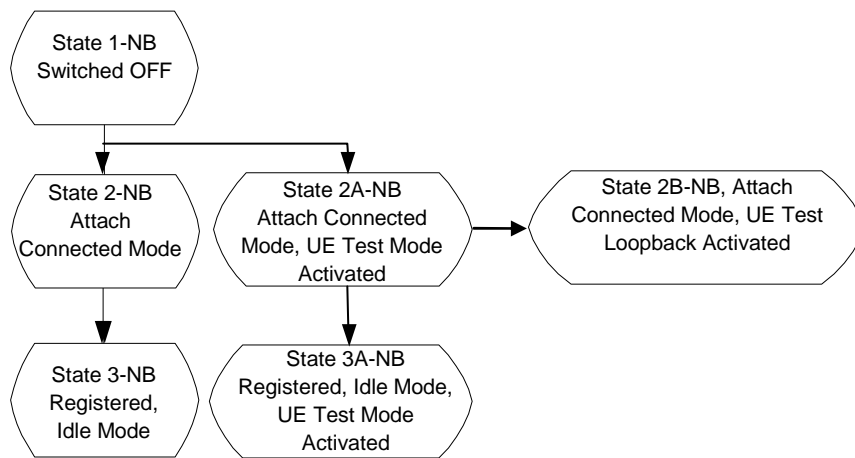 State 1-NB
Switched OFF
State 2-NB
Attach
Connected Mode
State 2A-NB
Attach Connected
Mode, UE Test Mode
Activated
State 2B-NB, Attach
Connected Mode, UE Test
Loopback Activated
State 3-NB
Registered,
Idle Mode
State 3A-NB
Registered, Idle Mode,
UE Test Mode
Activated